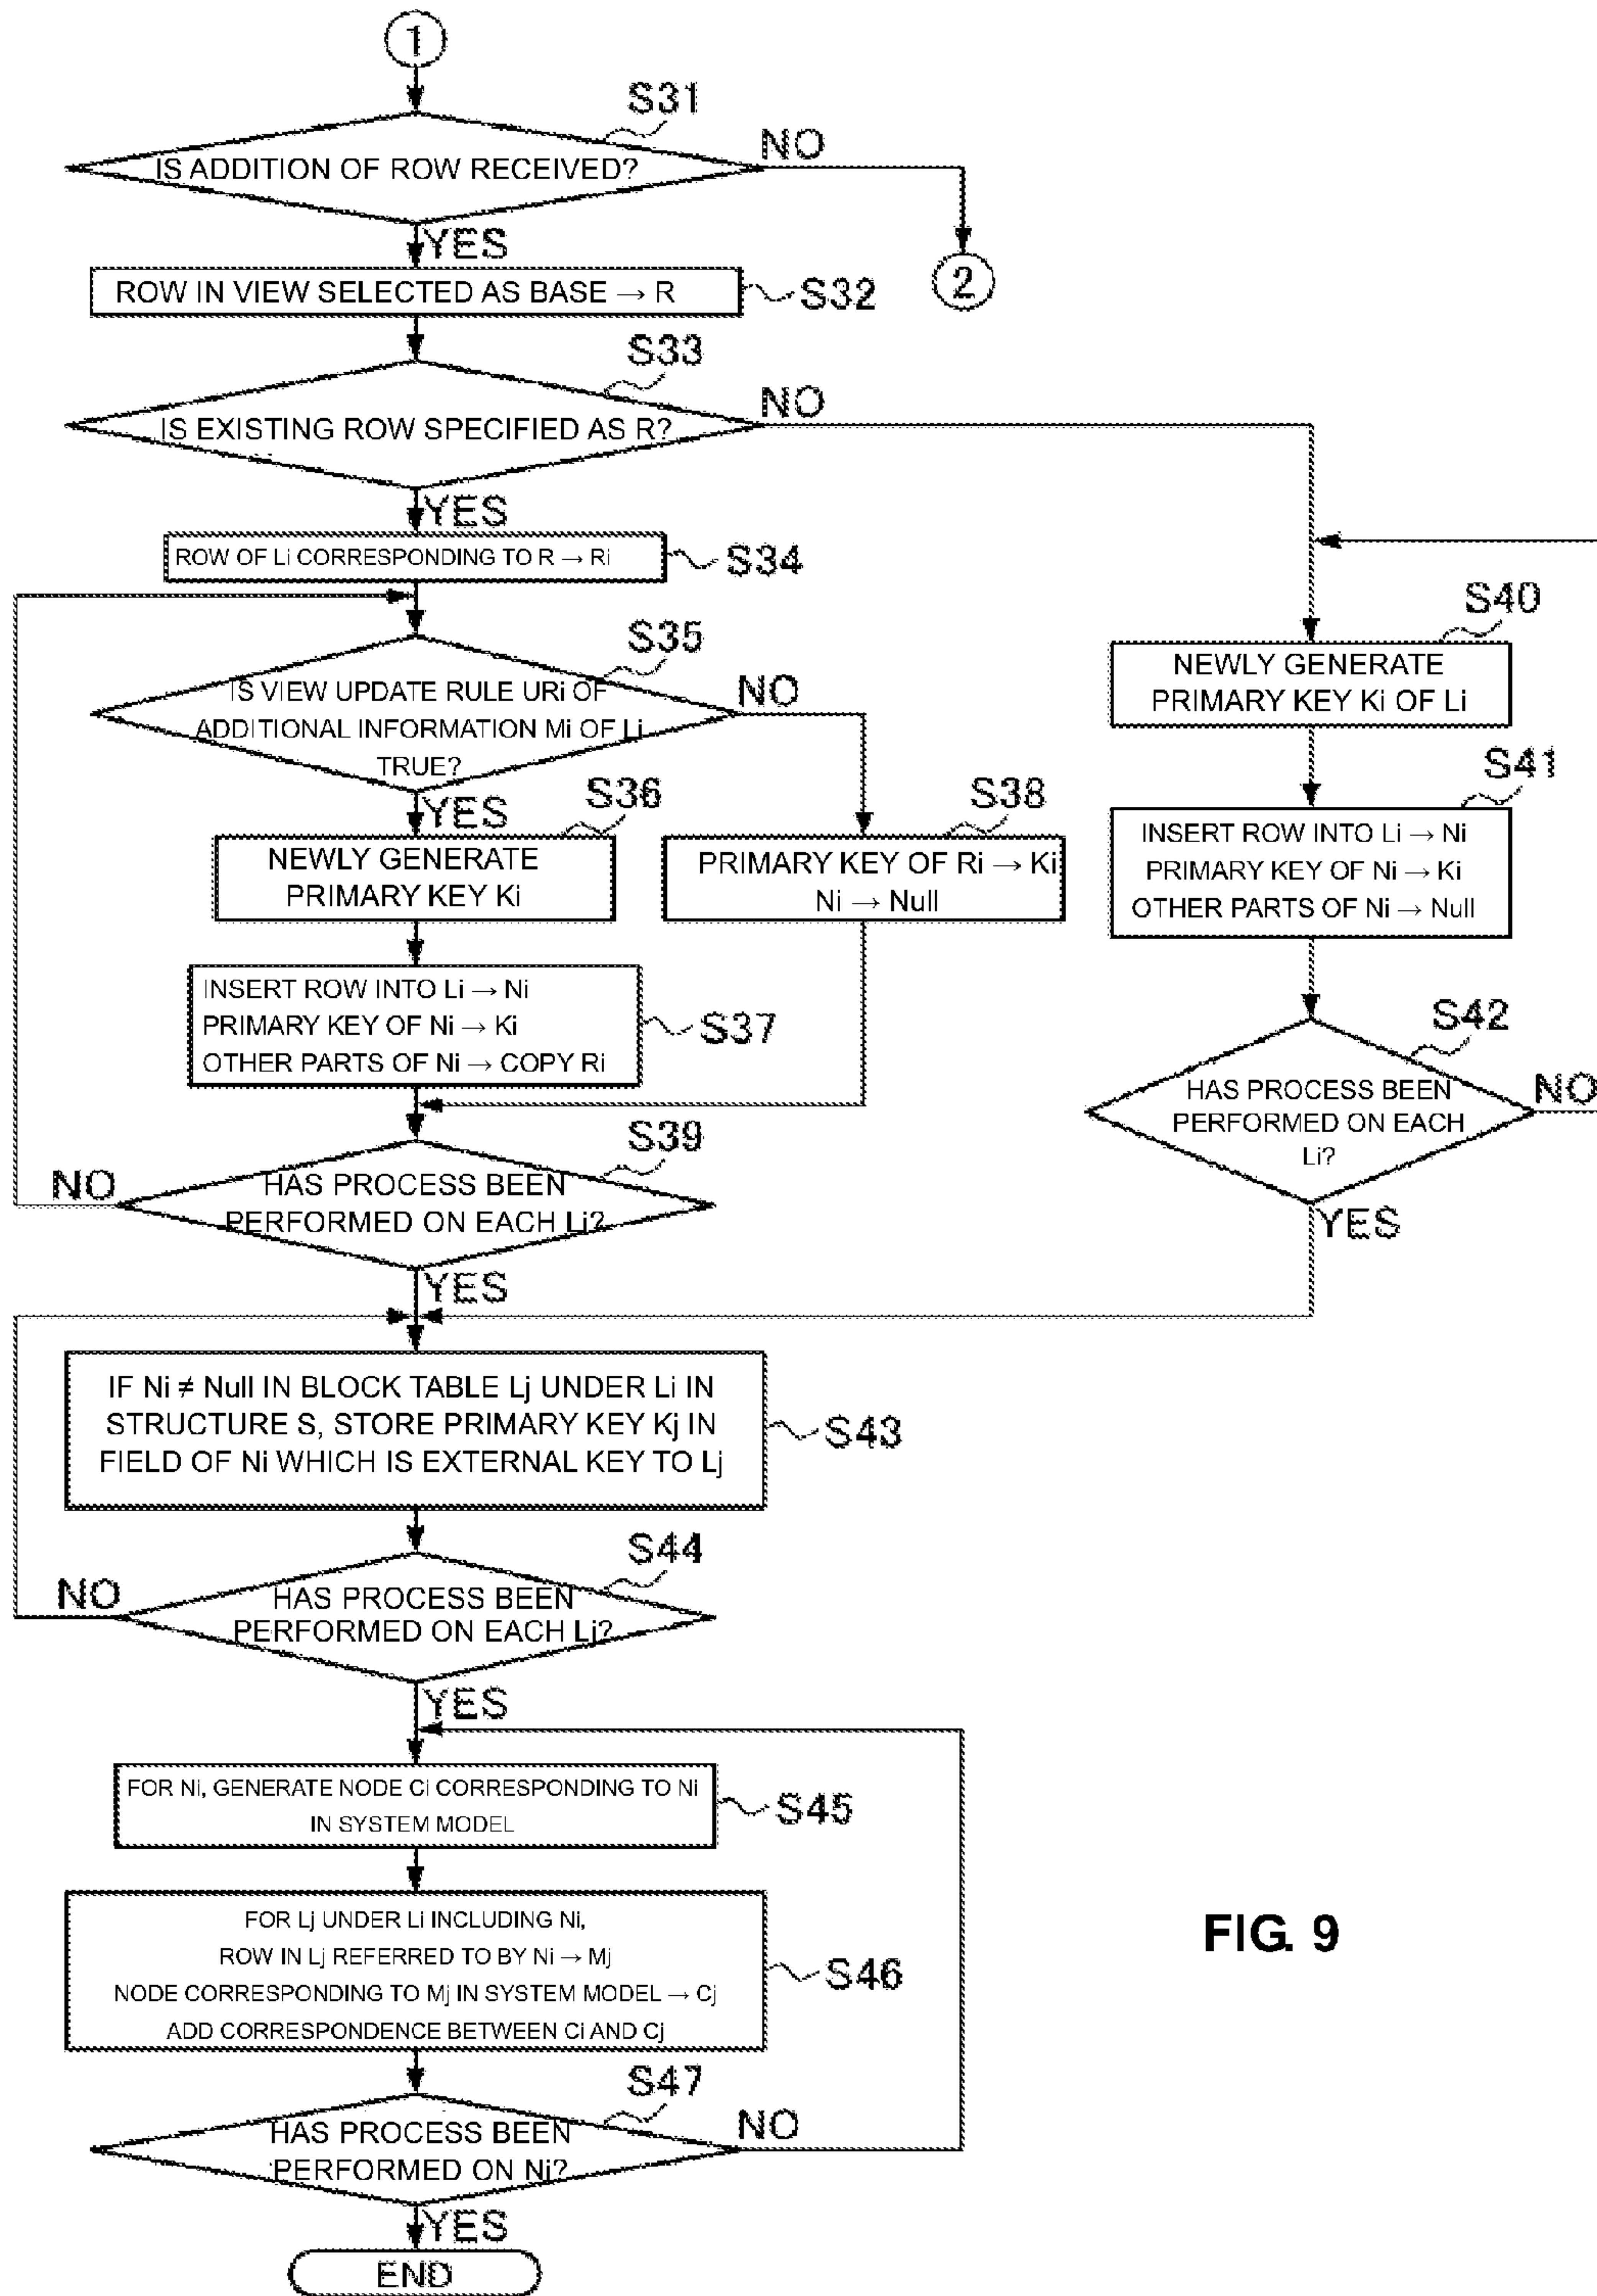 1
S31
IS ADDITION OF ROW RECEIVED?
NO
YES
2
ROW IN VIEW SELECTED AS BASE → R
S32
S33
IS EXISTING ROW SPECIFIED AS R?
NO
YES
ROW OF Li CORRESPONDING TO R → Ri
S34
S35
IS VIEW UPDATE RULE URi OF
ADDITIONAL INFORMATION Mi OF Li
TRUE?
NO
YES
S36
NEWLY GENERATE
PRIMARY KEY Ki
S38
PRIMARY KEY OF Ri → Ki
Ni → Null
INSERT ROW INTO Li → Ni
PRIMARY KEY OF Ni → Ki
OTHER PARTS OF Ni → COPY Ri
S37
S39
HAS PROCESS BEEN
PERFORMED ON EACH Li?
NO
YES
S40
NEWLY GENERATE
PRIMARY KEY Ki OF Li
S41
INSERT ROW INTO Li → Ni
PRIMARY KEY OF Ni → Ki
OTHER PARTS OF Ni → Null
S42
HAS PROCESS BEEN
PERFORMED ON EACH
Li?
NO
YES
IF Ni ≠ Null IN BLOCK TABLE Lj UNDER Li IN
STRUCTURE S, STORE PRIMARY KEY Kj IN
FIELD OF Ni WHICH IS EXTERNAL KEY TO Lj
S43
S44
HAS PROCESS BEEN
PERFORMED ON EACH Lj?
NO
YES
FOR Ni, GENERATE NODE Ci CORRESPONDING TO Ni
IN SYSTEM MODEL
S45
FOR Lj UNDER Li INCLUDING Ni,
ROW IN Lj REFERRED TO BY Ni → Mj
NODE CORRESPONDING TO Mj IN SYSTEM MODEL → Cj
ADD CORRESPONDENCE BETWEEN Ci AND Cj
S46
S47
HAS PROCESS BEEN
PERFORMED ON Nj?
NO
YES
END
FIG. 9